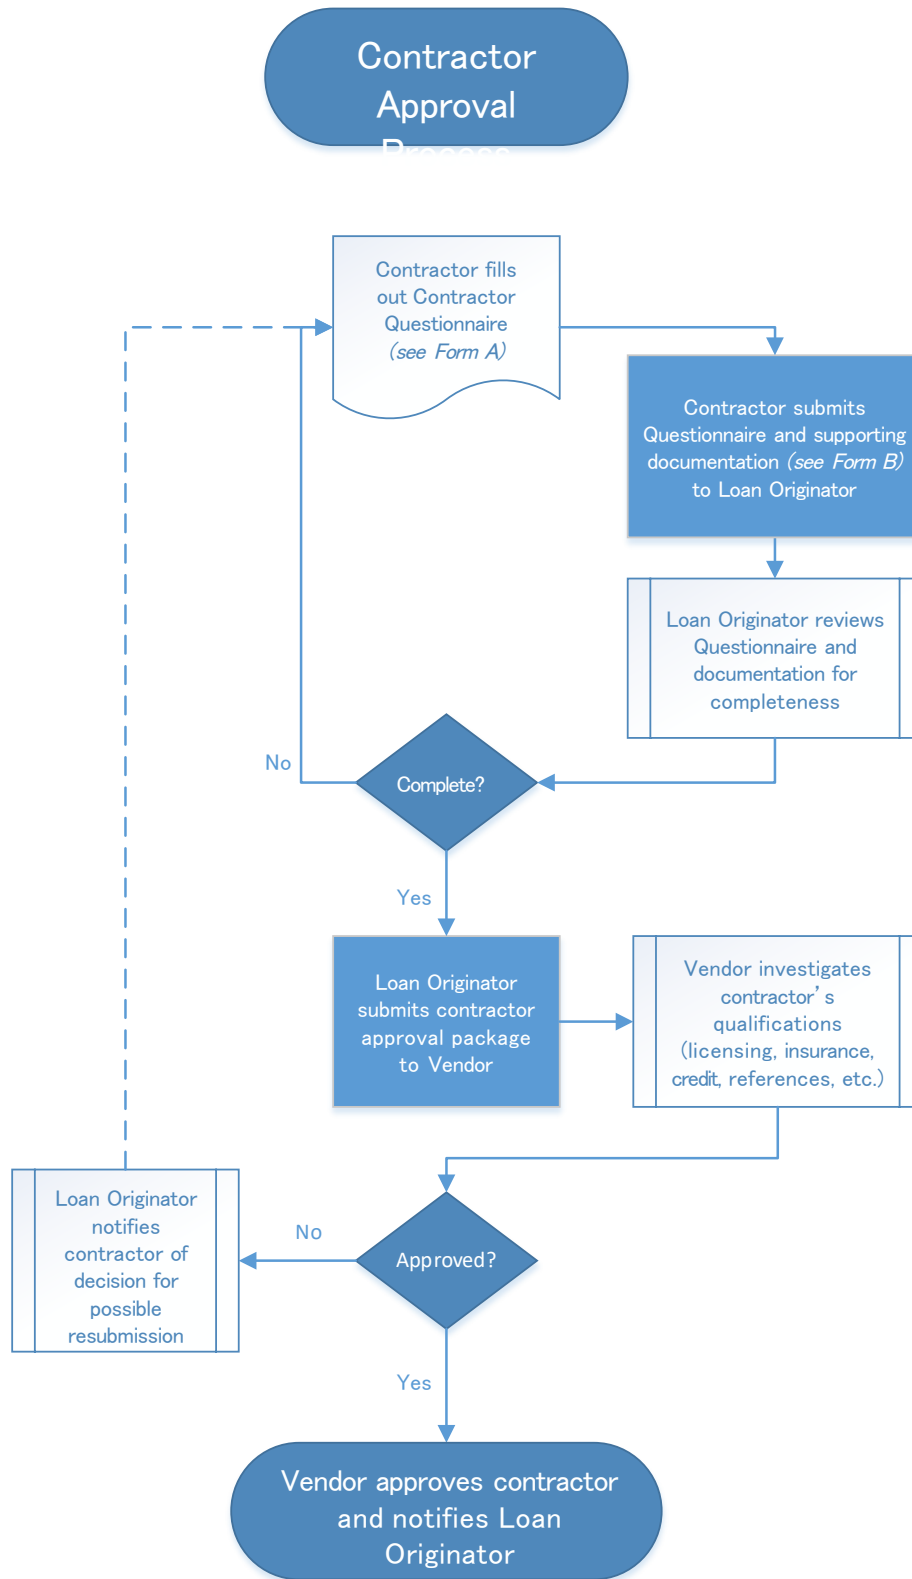 Contractor
Approval
Process
Contractor fills
out Contractor
Questionnaire
(see Form A)
Contractor submits
Questionnaire and supporting
documentation (see Form B)
to Loan Originator
Loan Originator reviews
Questionnaire and
documentation for
completeness
No
Complete?
Yes
Loan Originator
submits contractor
approval package
to Vendor
Vendor investigates
contractor’s
qualifications
(licensing, insurance,
credit, references, etc.)
Loan Originator
notifies
contractor of
decision for
possible
resubmission
No
Approved?
Yes
Vendor approves contractor
and notifies Loan
Originator